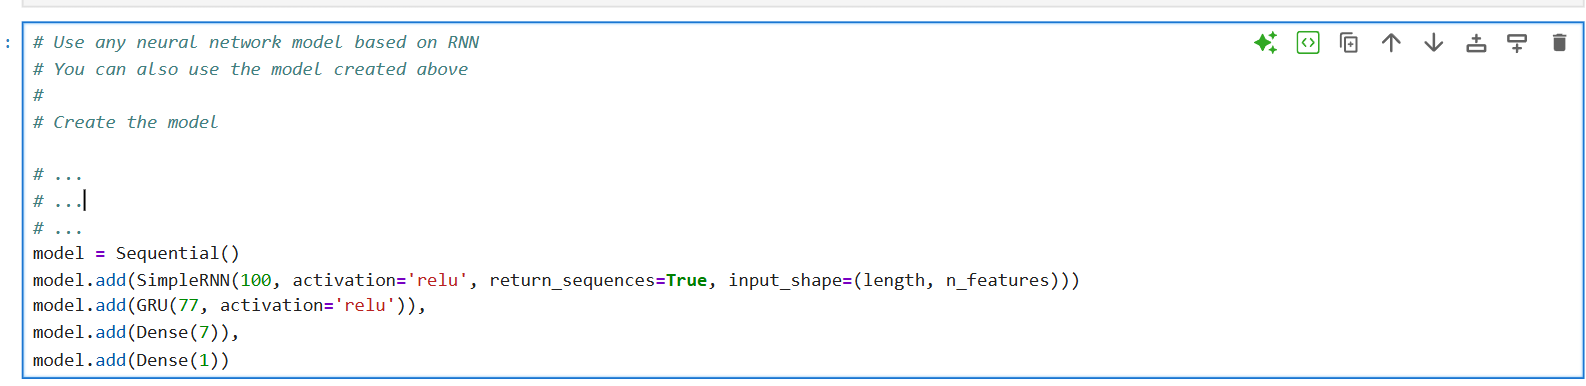 :
# Use any neural network model based on RNN
# You can also use the model created above
#
# Create the model
# ...
# ...
# ...
model = Sequential()
model.add(SimpleRNN(100, activation='relu', return_sequences=True, input_shape=(length, n_features)))
model.add(GRU(77, activation='relu')),
model.add(Dense(7)),
model.add(Dense(1))